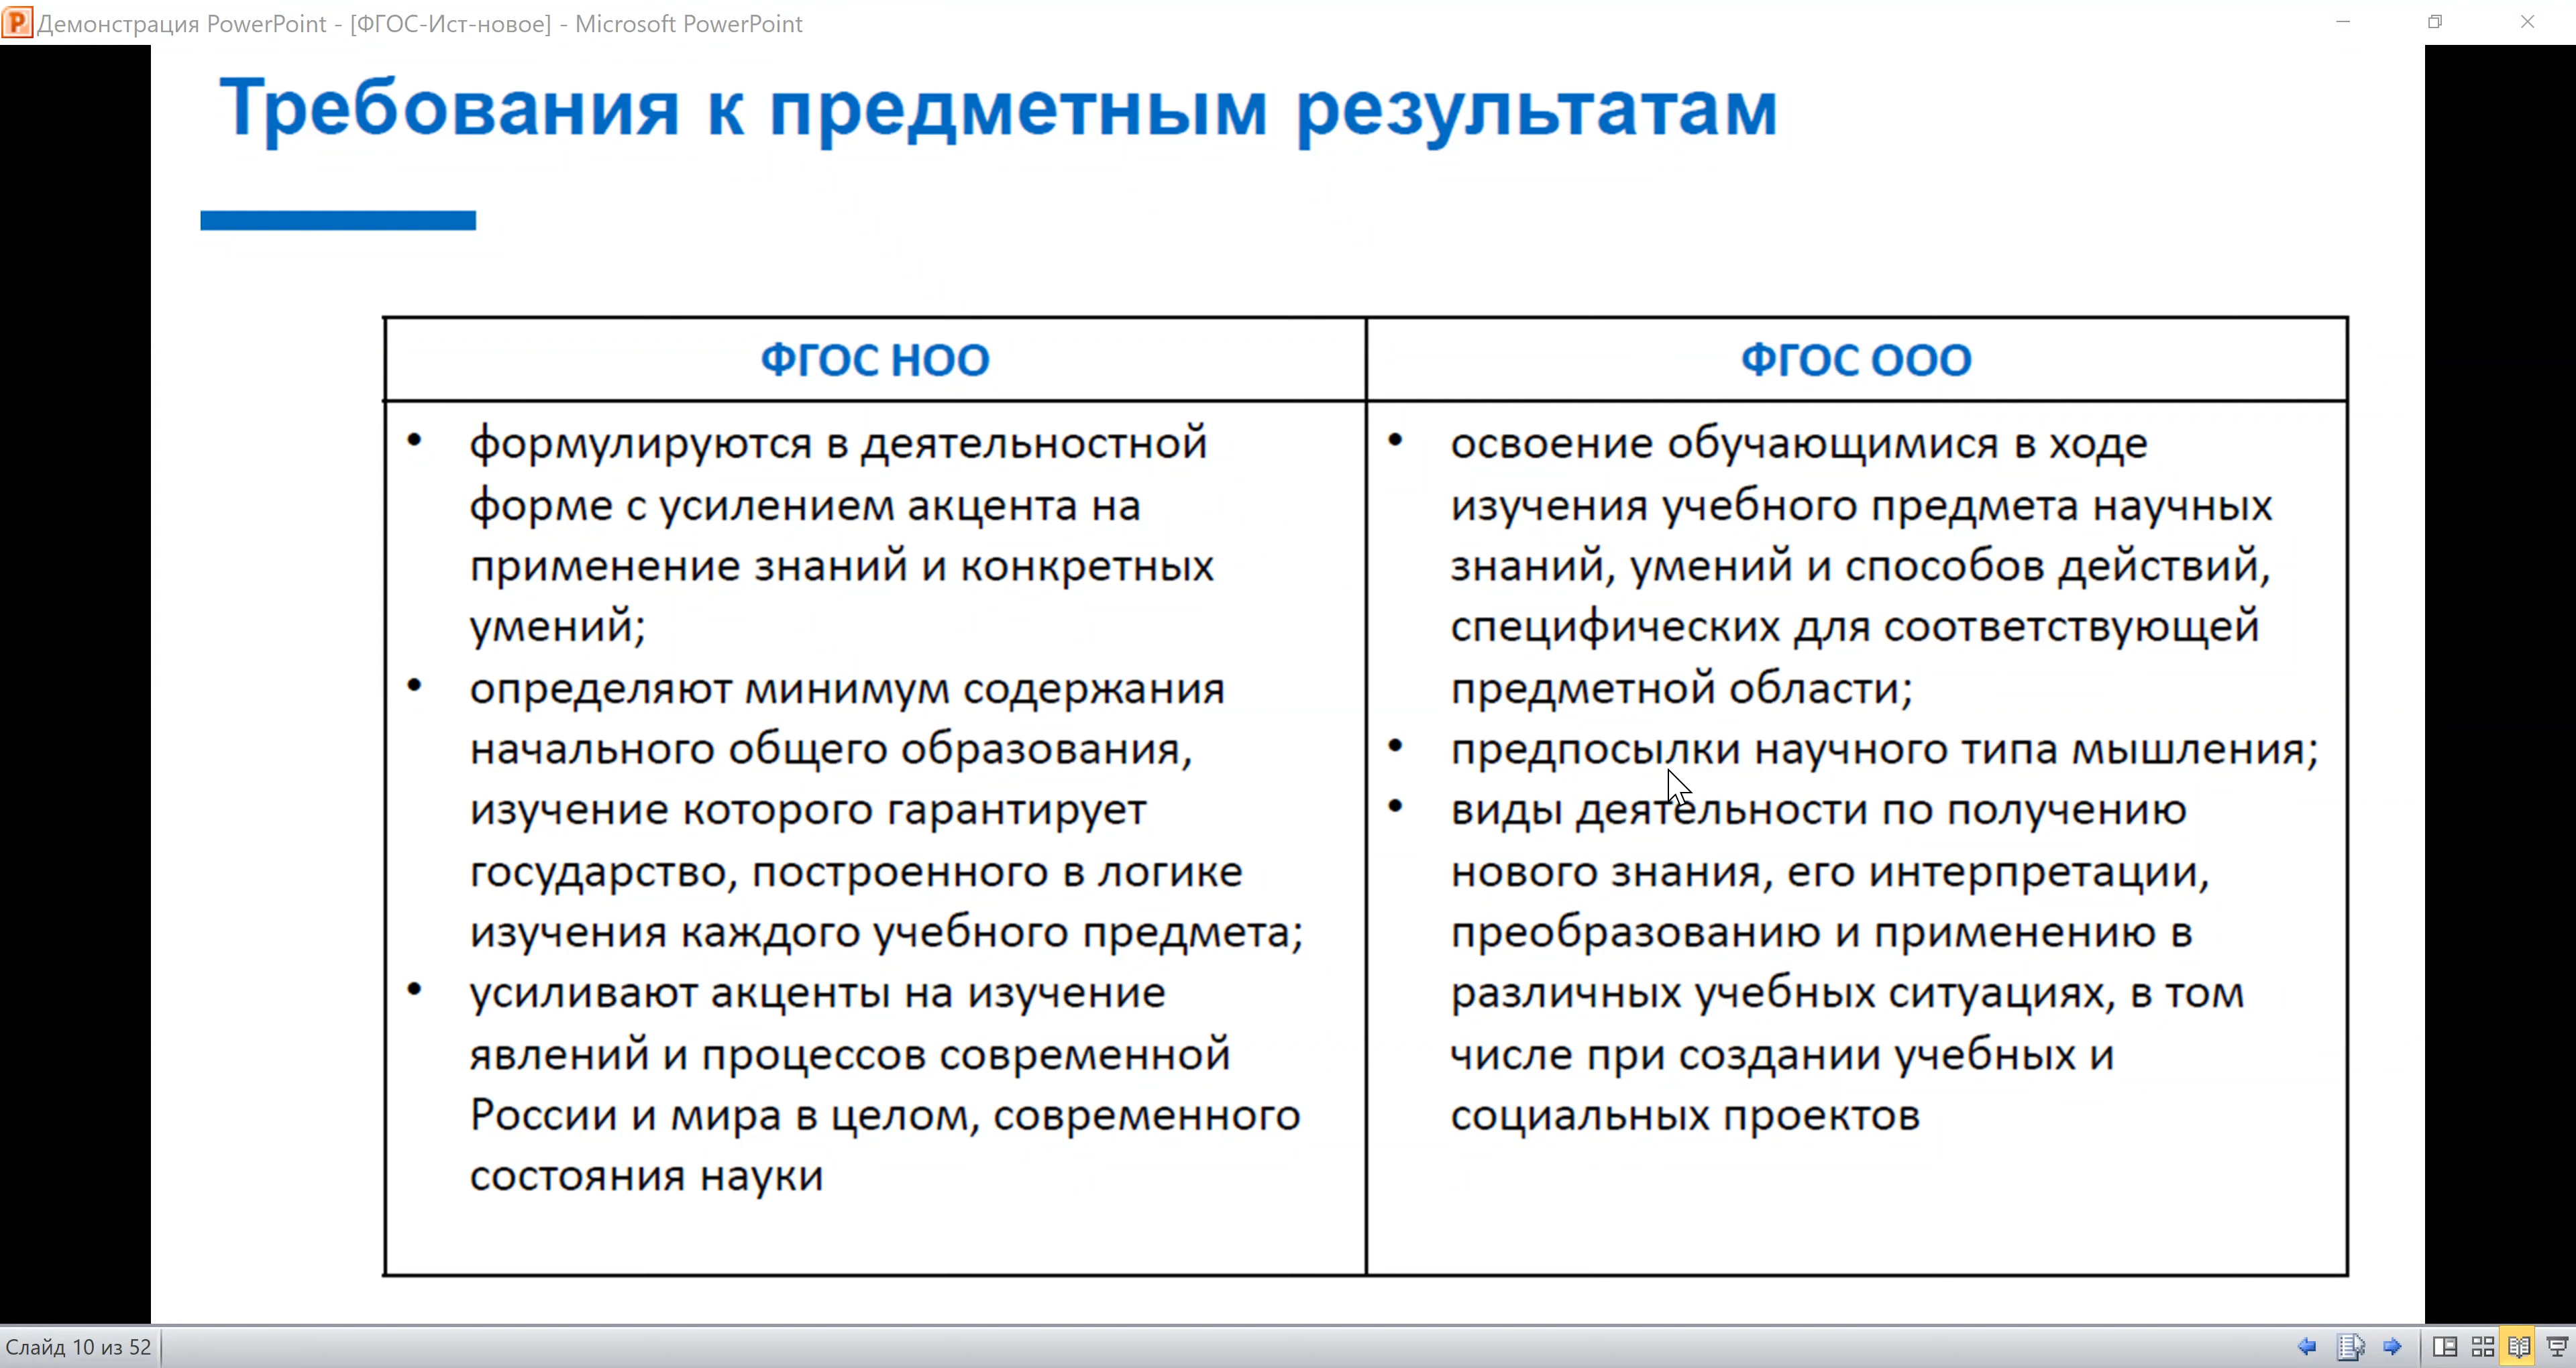 Демонстрация PowerPoint - [ФГОС-Ист-новое] - Microsoft PowerPoint
Требования к предметным результатам
ФГОС НОО
• формулируются в деятельностной
форме с усилением акцента на
применение знаний и конкретных
умений;
• определяют минимум содержания
начального общего образования,
изучение которого гарантирует
государство, построенного в логике
изучения каждого учебного предмета;
• усиливают акценты на изучение
явлений и процессов современной
России и мира в целом, современного
состояния науки
ФГОС ООО
• освоение обучающимися в ходе
изучения учебного предмета научных
знаний, умений и способов действий,
специфических для соответствующей
предметной области;
• предпосылки научного типа мышления;
• виды деятельности по получению
нового знания, его интерпретации,
преобразованию и применению в
различных учебных ситуациях, в том
числе при создании учебных и
социальных проектов
Слайд 10 из 52